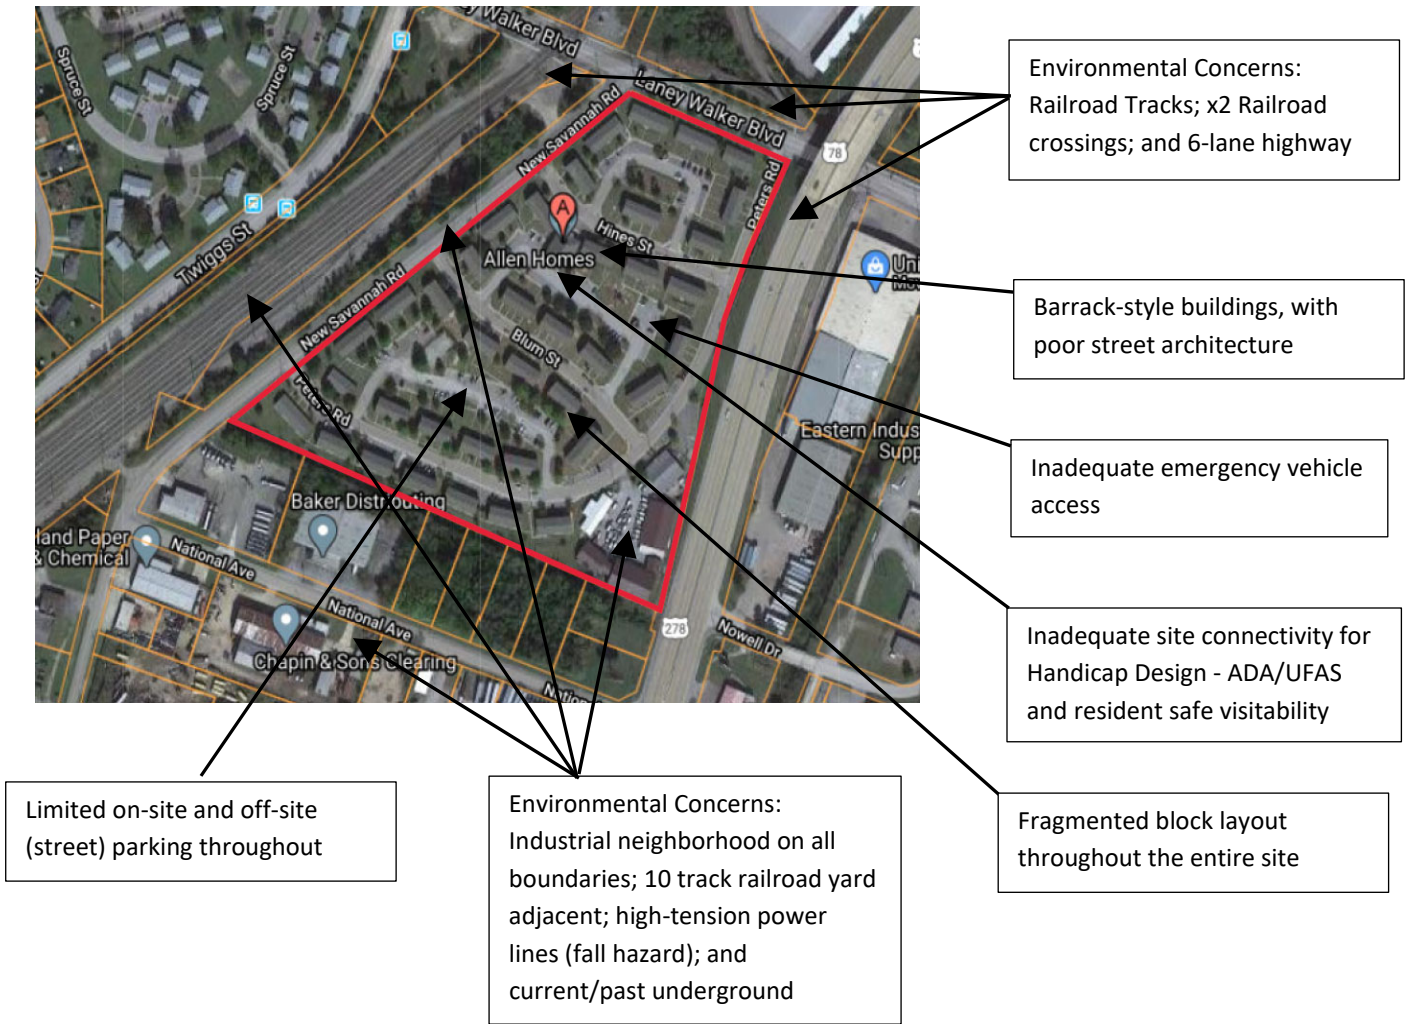 y Walker Blvd
Laney Walker Blvd
Spruce St
Spruce St
New Savannah Rd
78
Peters Rd
A
Allen Homes
Hines St
Twiggs St
New Savannah Rd
Blum St
Peters Rd
Uni
Mo
Eastern Indus
Supp
Baker Distributing
land Paper
& Chemical
National Ave
National Ave
Chapin & Sons Clearing
278
Nowell Dr
Nation
Environmental Concerns:
Railroad Tracks; x2 Railroad
crossings; and 6-lane highway
Barrack-style buildings, with
poor street architecture
Inadequate emergency vehicle
access
Inadequate site connectivity for
Handicap Design - ADA/UFAS
and resident safe visitability
Fragmented block layout
throughout the entire site
Limited on-site and off-site
(street) parking throughout
Environmental Concerns:
Industrial neighborhood on all
boundaries; 10 track railroad yard
adjacent; high-tension power
lines (fall hazard); and
current/past underground